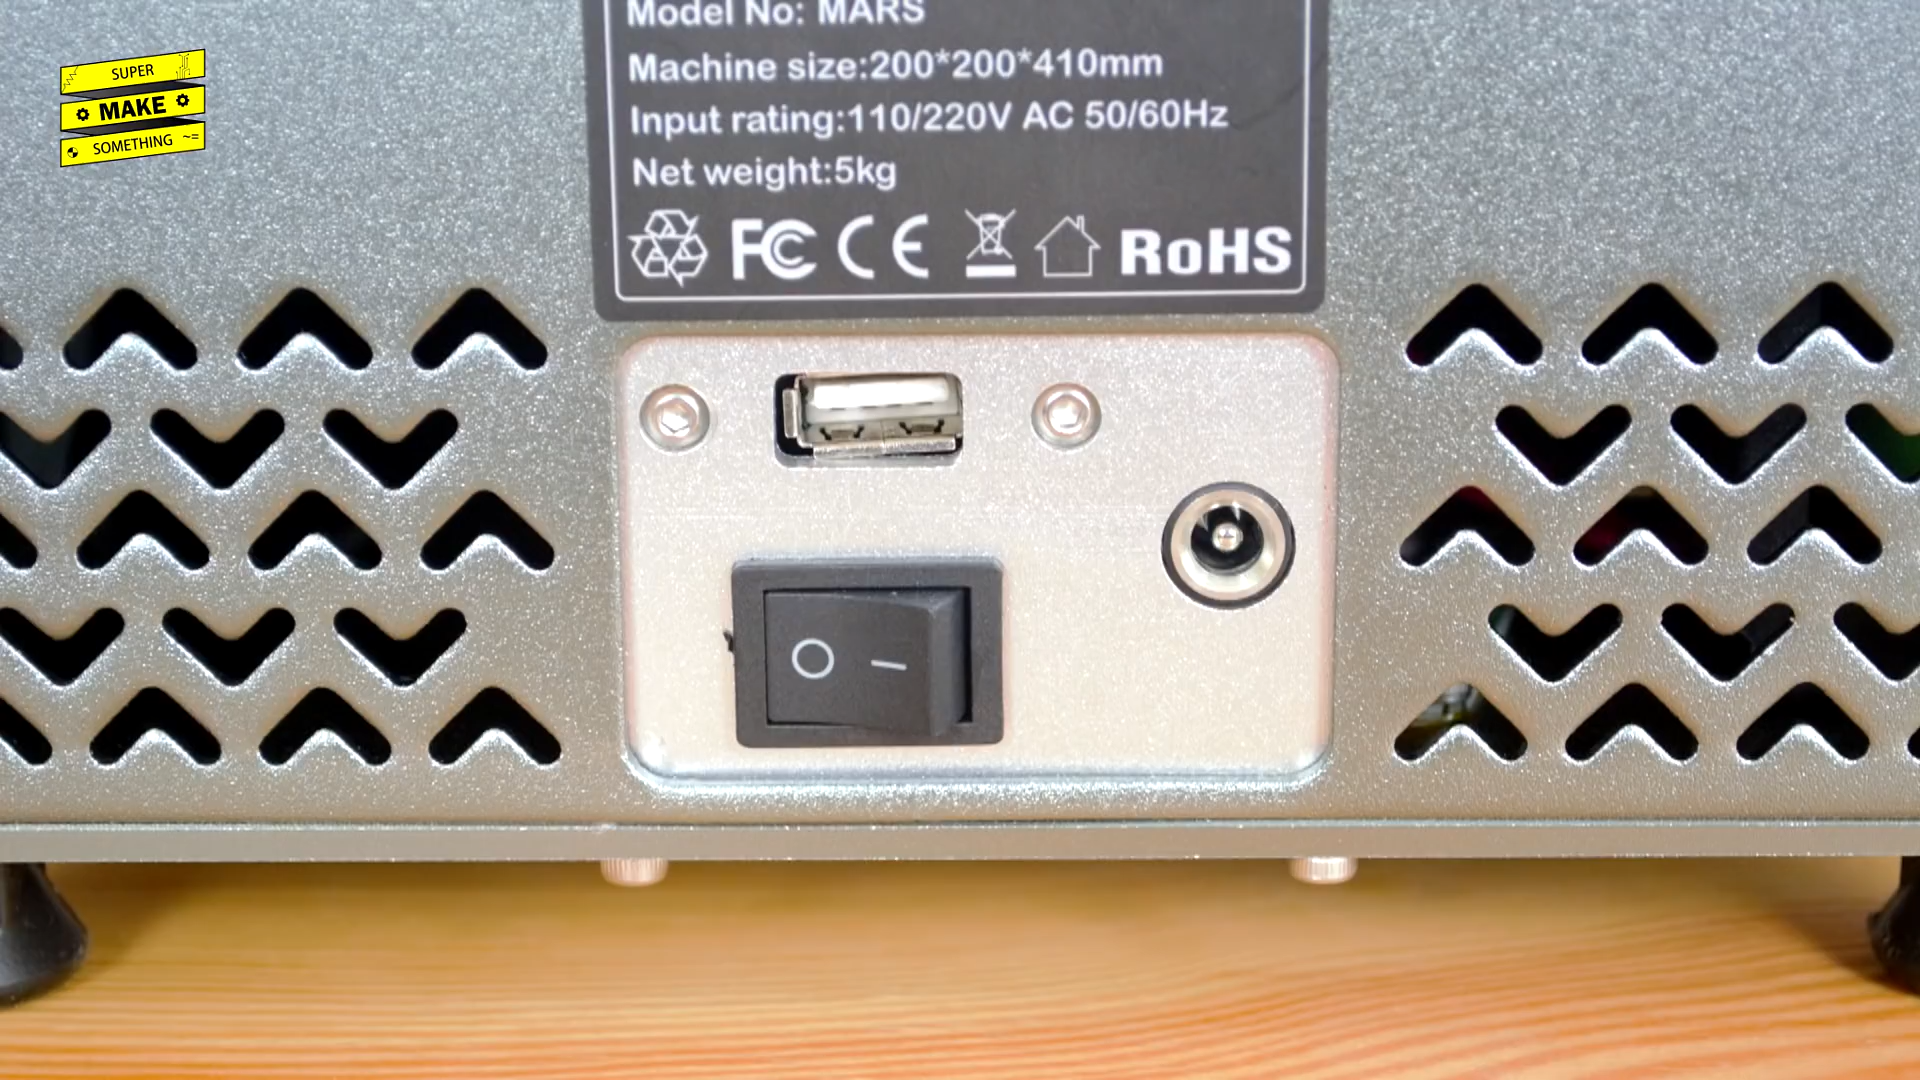 SUPER
MAKE
SOMETHING
Model No: MARS
Machine size:200*200*410mm
Input rating:110/220V AC 50/60Hz
Net weight:5kg
FC CE RoHS
O –